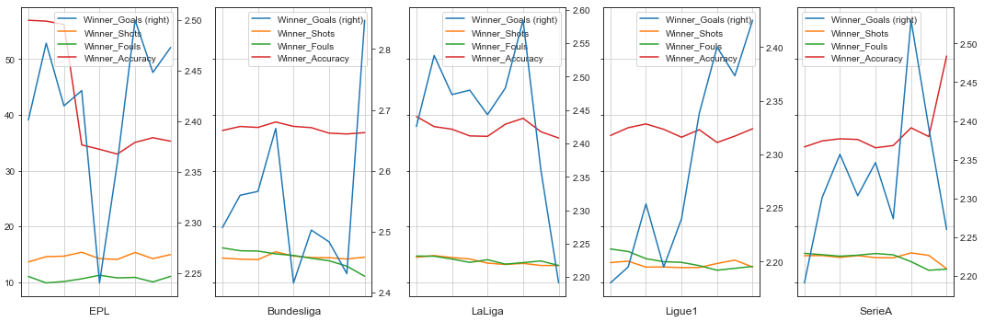 Winner_Goals (right)
Winner_Shots
Winner_Fouls
Winner_Accuracy
50
40
30
20
10
2.50
2.45
2.40
2.35
2.30
2.25
EPL
Winner_Goals (right)
Winner_Shots
Winner_Fouls
Winner_Accuracy
2.8
2.7
2.6
2.5
2.4
Bundesliga
Winner_Goals (right)
Winner_Shots
Winner_Fouls
Winner_Accuracy
2.60
2.55
2.50
2.45
2.40
2.35
2.30
2.25
2.20
LaLiga
Winner_Goals (right)
Winner_Shots
Winner_Fouls
Winner_Accuracy
2.40
2.35
2.30
2.25
2.20
Ligue1
Winner_Goals (right)
Winner_Shots
Winner_Fouls
Winner_Accuracy
2.50
2.45
2.40
2.35
2.30
2.25
2.20
SerieA